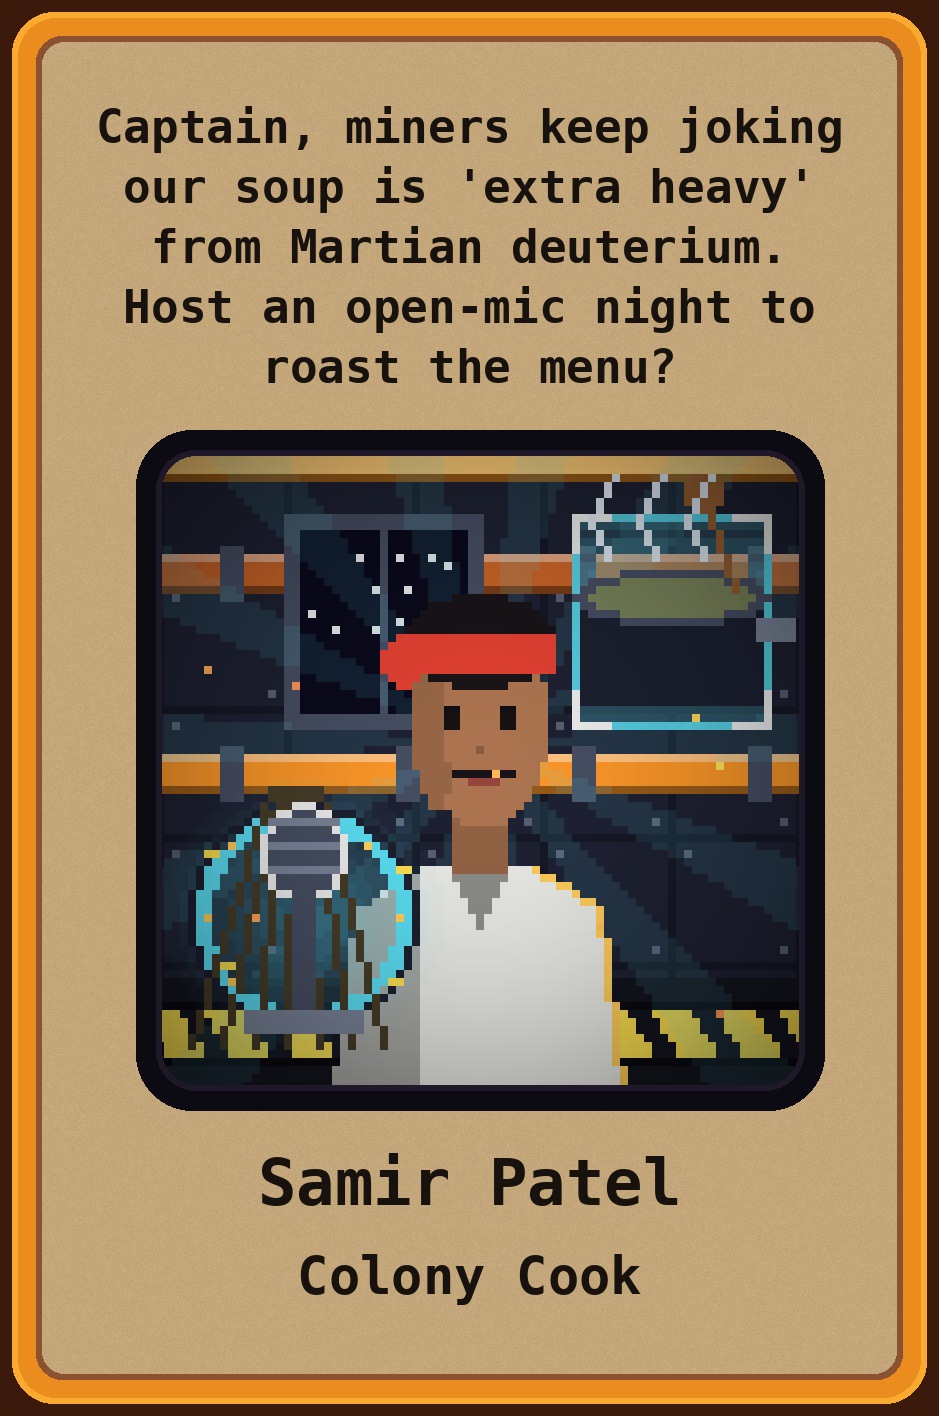 Captain, miners keep joking
our soup is 'extra heavy'
from Martian deuterium.
Host an open-mic night to
roast the menu?
Samir Patel
Colony Cook